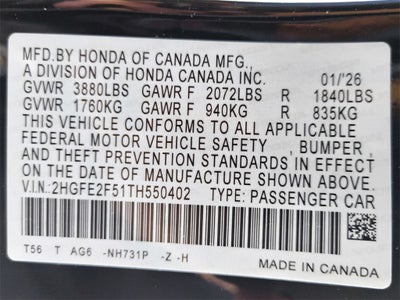 MFD.BY HONDA OF CANADA MFG.,
A DIVISION OF HONDA CANADA INC. 01/'26
GVWR 3880LBS GAWR F 2072LBS R 1840LBS
GVWR 1760KG GAWR F 940KG R 835KG
THIS VEHICLE CONFORMS TO ALL APPLICABLE
FEDERAL MOTOR VEHICLE SAFETY , BUMPER,
AND THEFT PREVENTION STANDARDS IN EFFECT
ON THE DATE OF MANUFACTURE SHOWN ABOVE.
V.I.N:2HGFE2F51TH550402 TYPE: PASSENGER CAR
T56 T AG6 -NH731P -Z -H
MADE IN CANADA